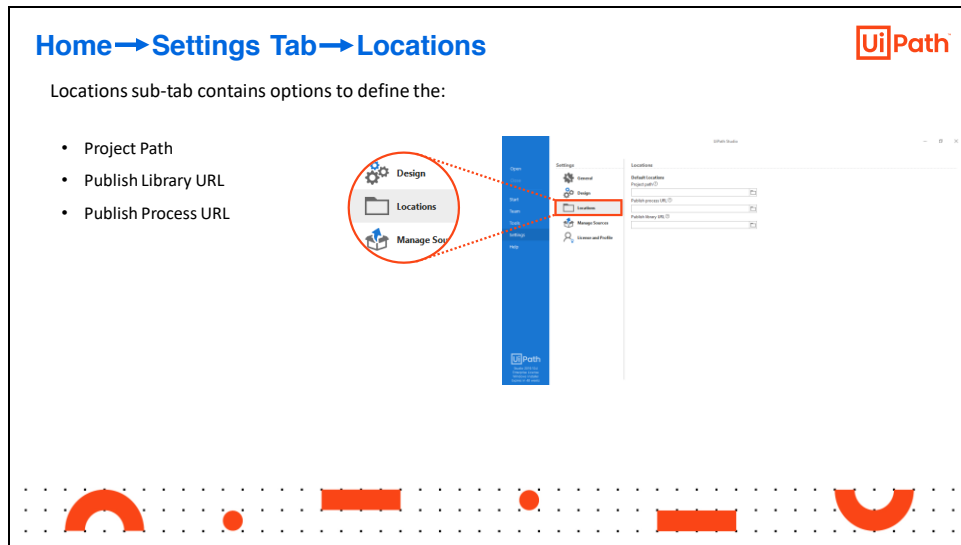 Home→Settings Tab→Locations
UiPath
Locations sub-tab contains options to define the:
• Project Path
• Publish Library URL
• Publish Process URL
Design
Locations
Manage Sou
UiPath Studio
Open
Start
Team
Tools
Settings
Help
Settings
General
Design
Locations
Manage Sources
License and Profile
Locations
Default Location
Project path
Publish process URL
Publish library URL
UiPath